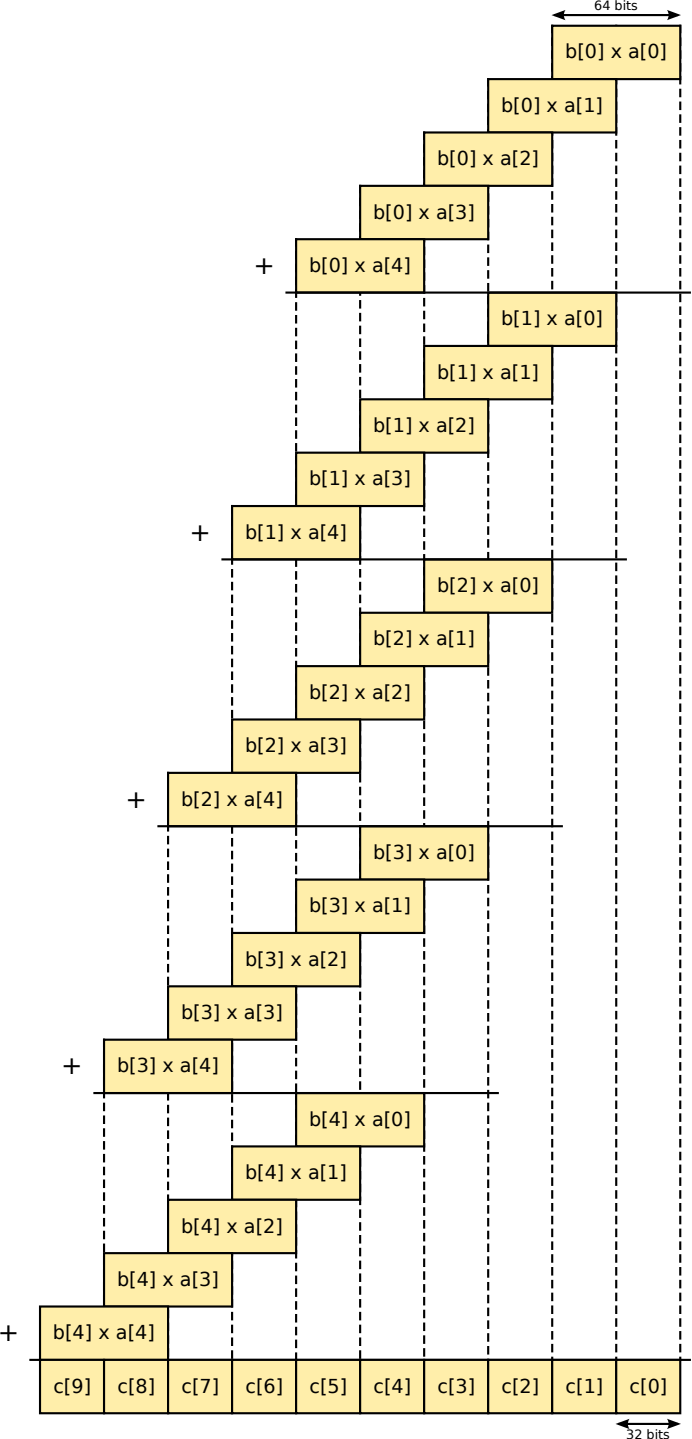 64 bits
b[0] x a[0]
b[0] x a[1]
b[0] x a[2]
b[0] x a[3]
+ b[0] x a[4]
b[1] x a[0]
b[1] x a[1]
b[1] x a[2]
b[1] x a[3]
+ b[1] x a[4]
b[2] x a[0]
b[2] x a[1]
b[2] x a[2]
b[2] x a[3]
+ b[2] x a[4]
b[3] x a[0]
b[3] x a[1]
b[3] x a[2]
b[3] x a[3]
+ b[3] x a[4]
b[4] x a[0]
b[4] x a[1]
b[4] x a[2]
b[4] x a[3]
+ b[4] x a[4]
c[9] c[8] c[7] c[6] c[5] c[4] c[3] c[2] c[1] c[0]
32 bits